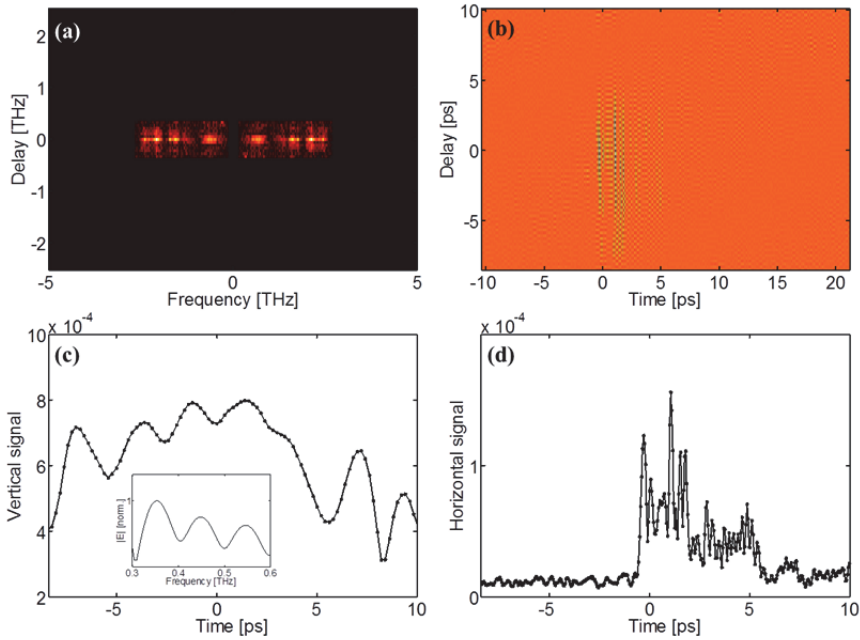 (a)
Delay [THz]
2
1
0
-1
-2
-5 0 5
Frequency [THz]
(b)
Delay [ps]
10
5
0
-5
-10 -5 0 5 10 15 20
Time [ps]
x 10⁻⁴
(c)
Vertical signal
10
8
6
4
2
-5 0 5 10
Time [ps]
|E| [norm.]
1
0.3 0.4 0.5 0.6
Frequency [THz]
x 10⁻⁴
(d)
Horizontal signal
1
0
-5 0 5 10
Time [ps]